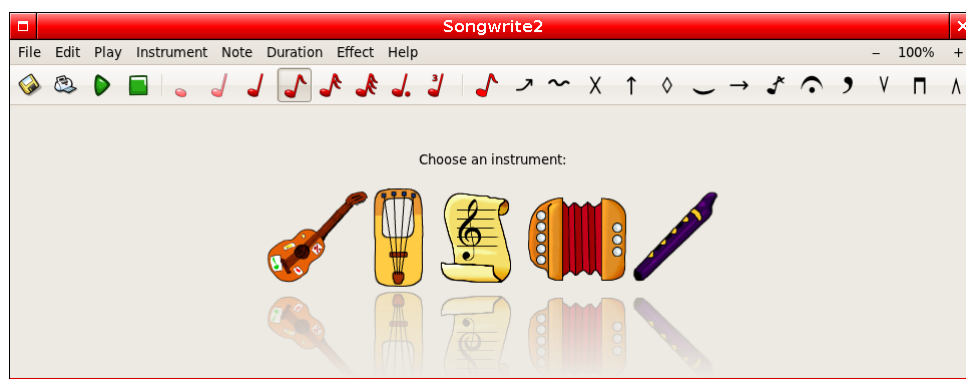 Songwrite2
File Edit Play Instrument Note Duration Effect Help − 100% +
Choose an instrument: